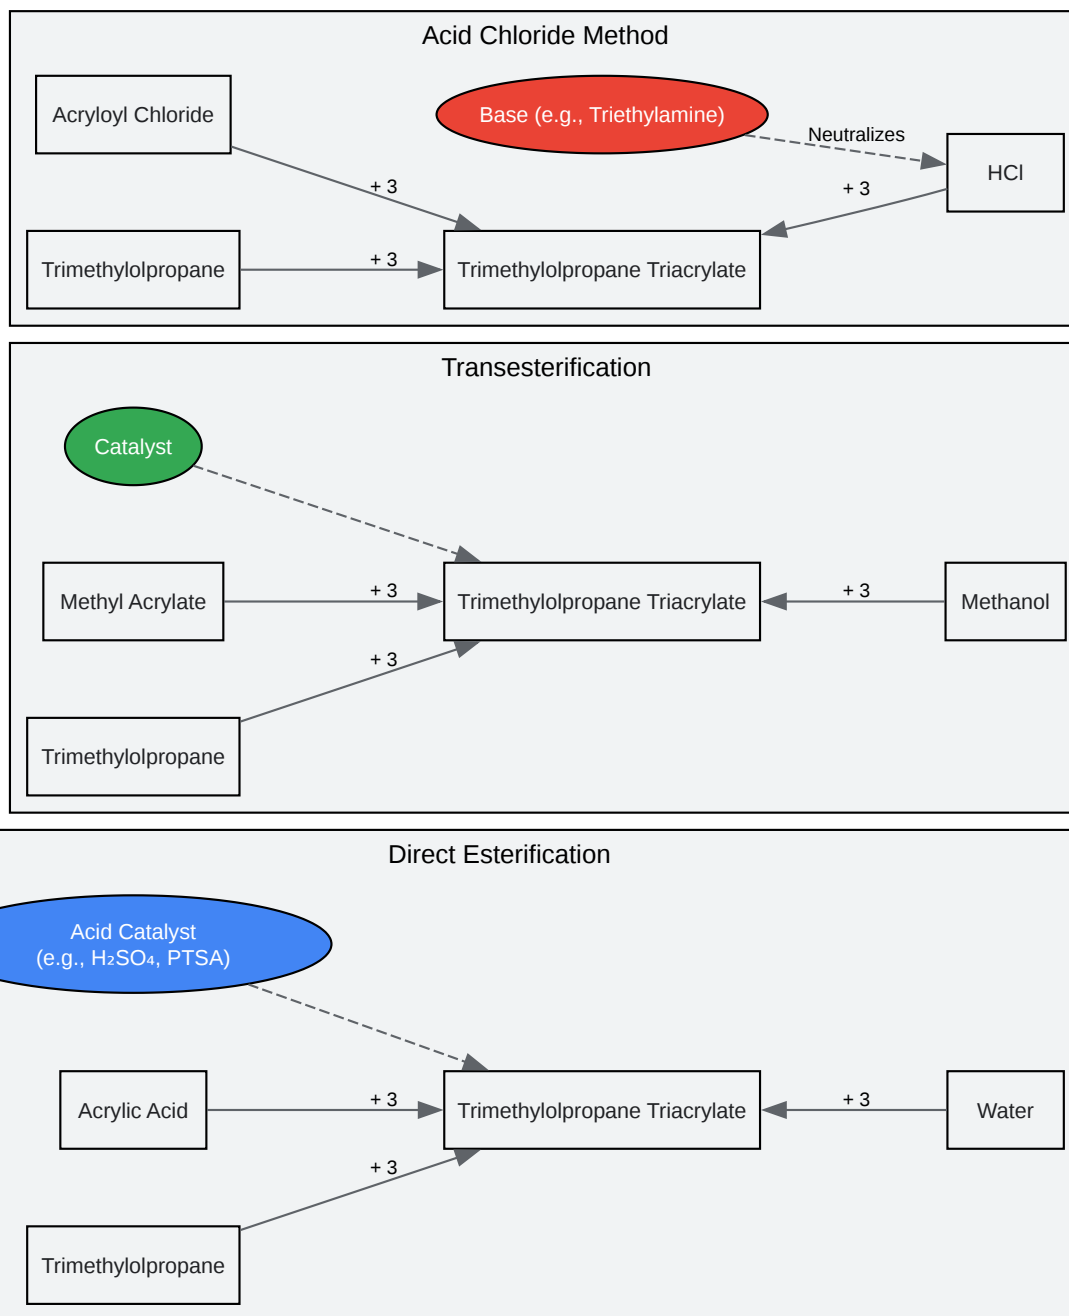 Acid Chloride Method
Acryloyl Chloride
Base (e.g., Triethylamine)
Neutralizes
HCl
+ 3
+ 3
Trimethylolpropane
+ 3
Trimethylolpropane Triacrylate
Transesterification
Catalyst
Methyl Acrylate
+ 3
Trimethylolpropane Triacrylate
+ 3
Methanol
+ 3
Trimethylolpropane
Direct Esterification
Acid Catalyst
(e.g., H₂SO₄, PTSA)
Acrylic Acid
+ 3
Trimethylolpropane Triacrylate
+ 3
Water
+ 3
Trimethylolpropane